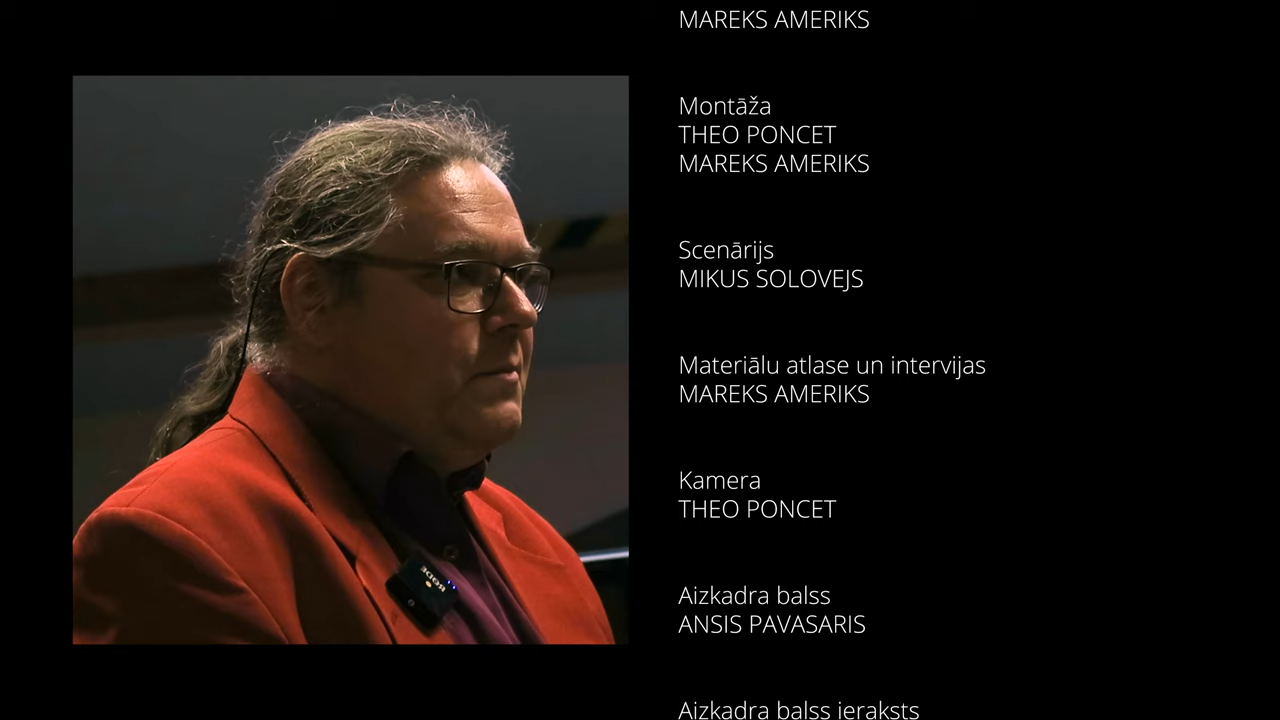 MAREKS AMERIKS
Montāža
THEO PONCET
MAREKS AMERIKS
Scenārijs
MIKUS SOLOVEJS
Materiālu atlase un intervijas
MAREKS AMERIKS
Kamera
THEO PONCET
Aizkadra balss
ANSIS PAVASARIS
Aizkadra balss ieraksts
RØDE